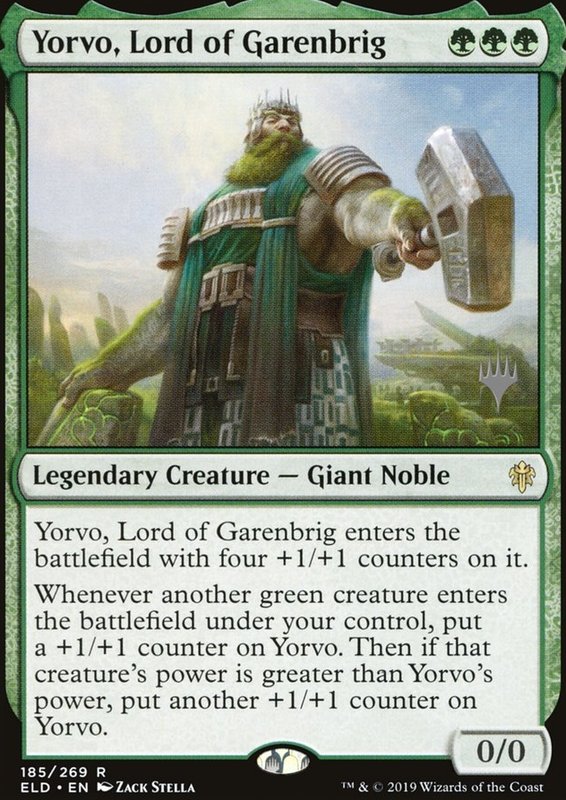 Yorvo, Lord of Garenbrig
Legendary Creature — Giant Noble
Yorvo, Lord of Garenbrig enters the
battlefield with four +1/+1 counters on it.
Whenever another green creature enters
the battlefield under your control, put
a +1/+1 counter on Yorvo. Then if that
creature's power is greater than Yorvo's
power, put another +1/+1 counter on
Yorvo.
0/0
185/269 R
ELD • EN ZACK STELLA
™ & © 2019 Wizards of the Coast